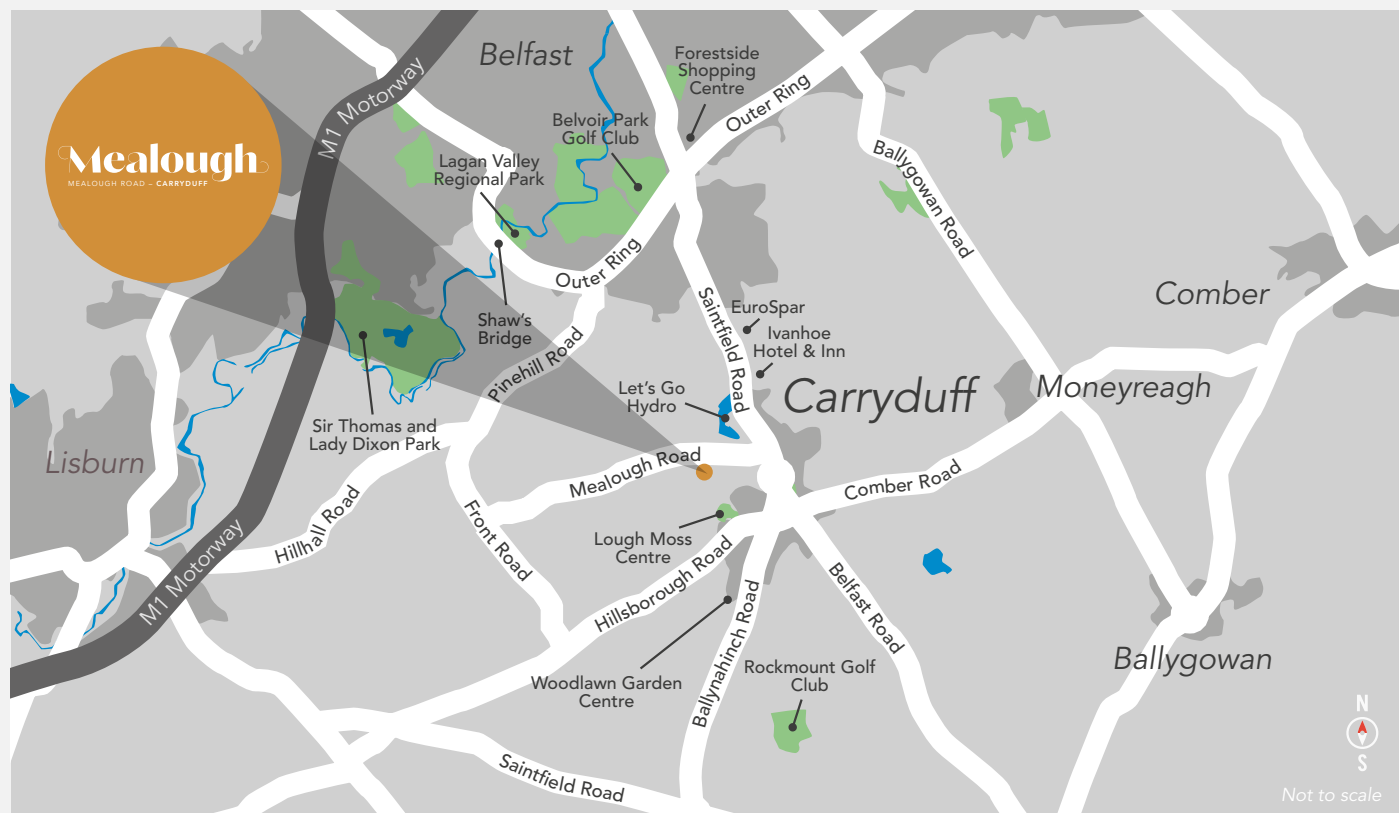 Mealough
MEALOUGH ROAD – CARRYDUFF
M1 Motorway
Belfast
Forestside
Shopping
Centre
Outer Ring
Belvoir Park
Golf Club
Lagan Valley
Regional Park
Ballygowan Road
Outer Ring
Comber
Shaw's
Bridge
Saintfield Road
EuroSpar
Ivanhoe
Hotel & Inn
Pinehill Road
Let's Go
Hydro
Carryduff
Moneyreagh
Sir Thomas and
Lady Dixon Park
Lisburn
Mealough Road
Comber Road
Hillhall Road
Front Road
Lough Moss
Centre
M1 Motorway
Hillsborough Road
Belfast Road
Ballynahinch Road
Ballygowan
Woodlawn Garden
Centre
Rockmount Golf
Club
Saintfield Road
N
S
Not to scale